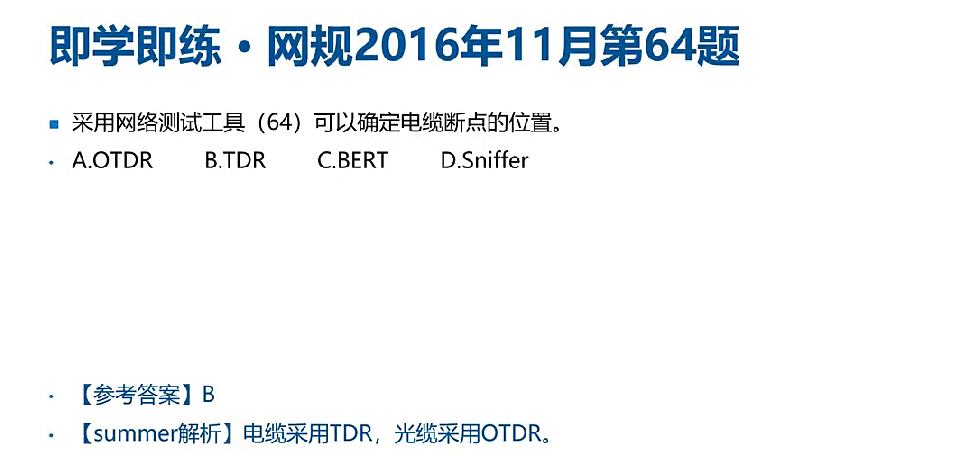 即学即练·网规2016年11月第64题
采用网络测试工具（64）可以确定电缆断点的位置。
A.OTDR B.TDR C.BERT D.Sniffer
【参考答案】B
【summer解析】电缆采用TDR，光缆采用OTDR。